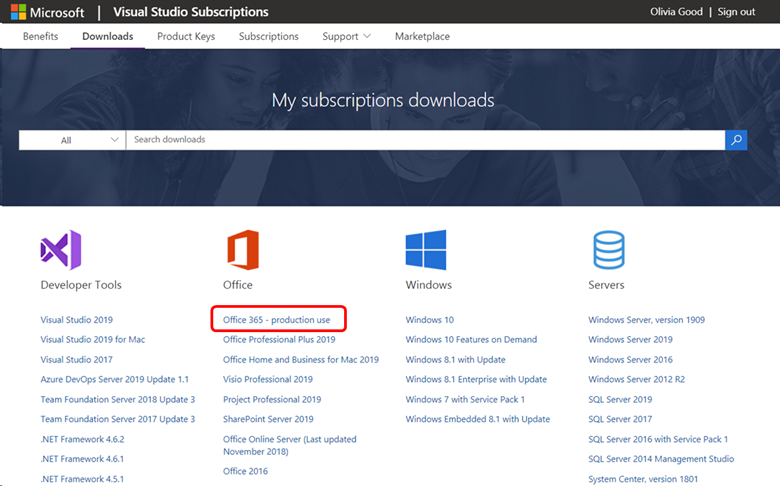 Microsoft | Visual Studio Subscriptions Olivia Good | Sign out
Benefits Downloads Product Keys Subscriptions Support Marketplace
My subscriptions downloads
All Search downloads
Developer Tools
Visual Studio 2019
Visual Studio 2019 for Mac
Visual Studio 2017
Azure DevOps Server 2019 Update 1.1
Team Foundation Server 2018 Update 3
Team Foundation Server 2017 Update 3
.NET Framework 4.6.2
.NET Framework 4.6.1
.NET Framework 4.5.1
Office
Office 365 - production use
Office Professional Plus 2019
Office Home and Business for Mac 2019
Visio Professional 2019
Project Professional 2019
SharePoint Server 2019
Office Online Server (Last updated
November 2018)
Office 2016
Windows
Windows 10
Windows 10 Features on Demand
Windows 8.1 with Update
Windows 8.1 Enterprise with Update
Windows 7 with Service Pack 1
Windows Embedded 8.1 with Update
Servers
Windows Server, version 1909
Windows Server 2019
Windows Server 2016
Windows Server 2012 R2
SQL Server 2019
SQL Server 2017
SQL Server 2016 with Service Pack 1
SQL Server 2014 Management Studio
System Center, version 1801